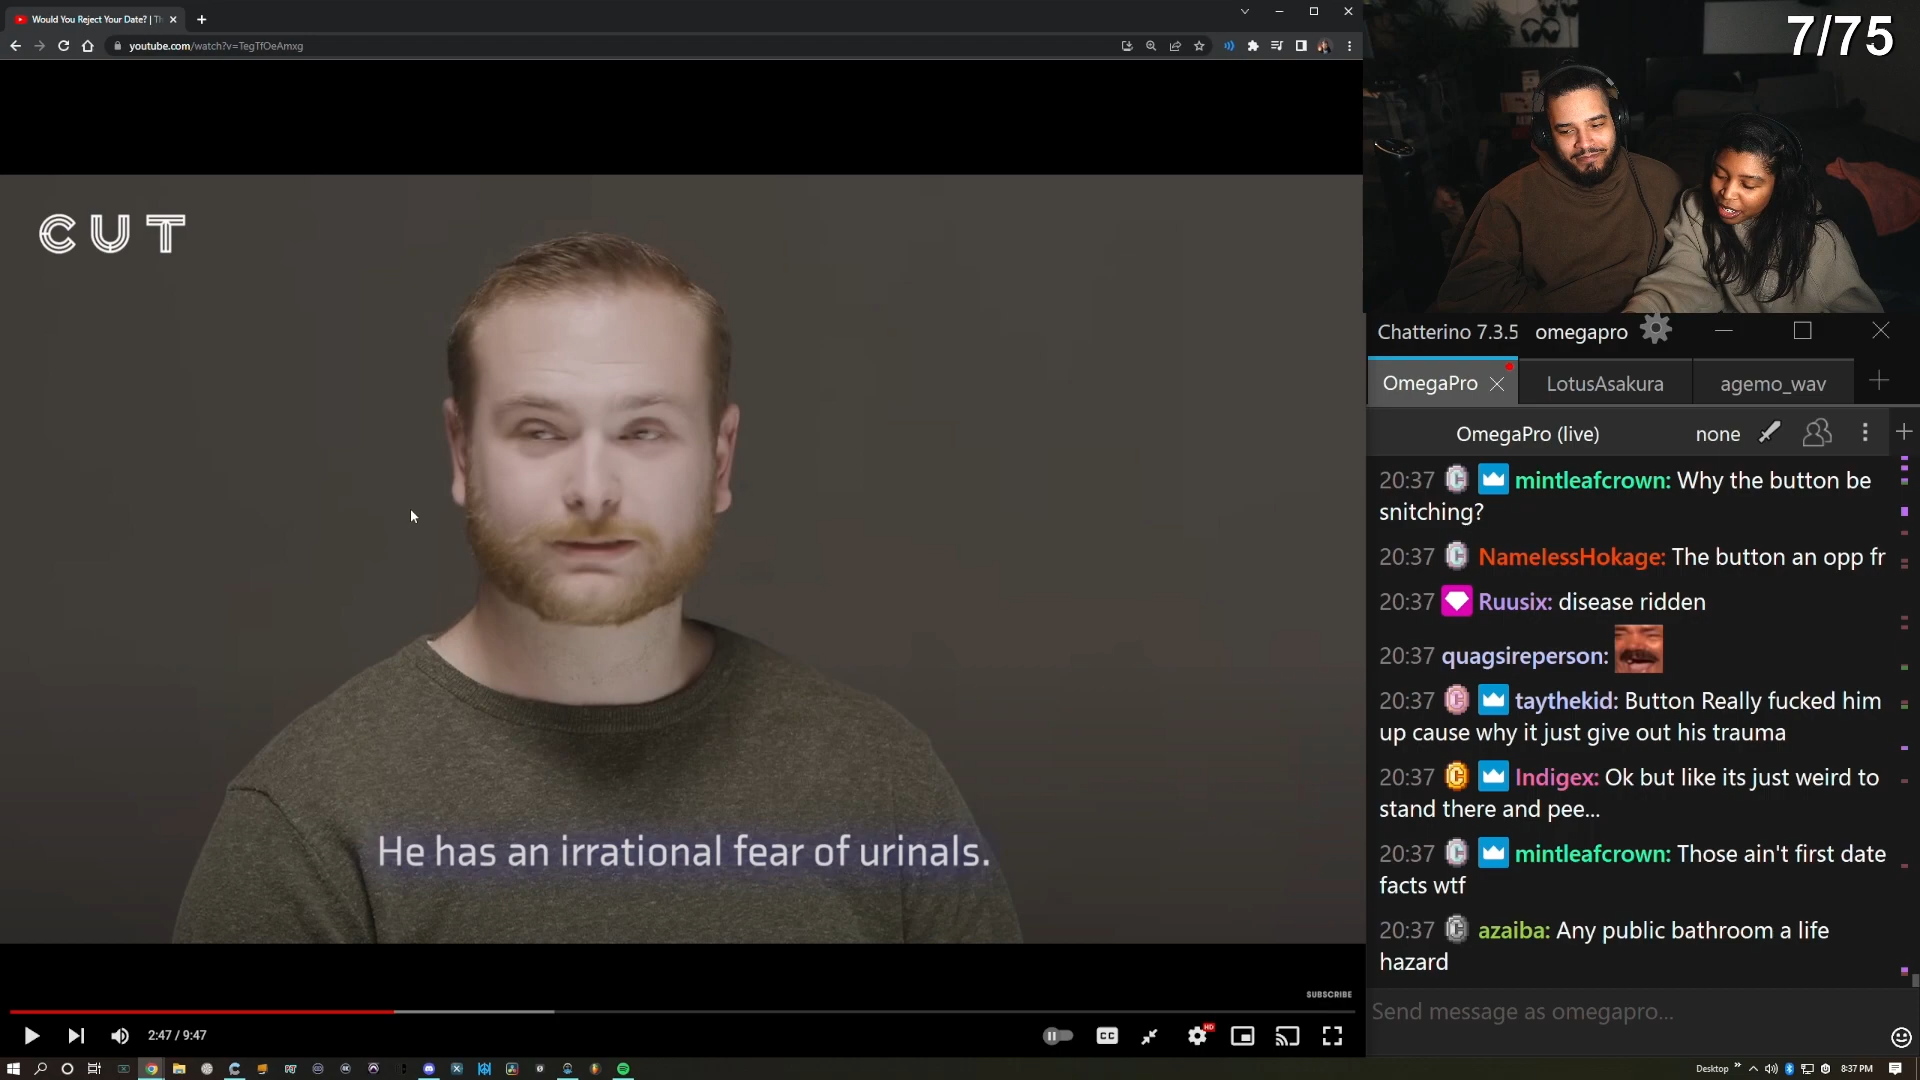 Would You Reject Your Date? | Th
youtube.com/watch?v=TegTfOeAmxg
7/75
CUT
He has an irrational fear of urinals.
SUBSCRIBE
2:47 / 9:47
CC
HD
Chatterino 7.3.5 omegapro
OmegaPro
LotusAsakura
agemo_wav
OmegaPro (live)
none
20:37 mintleafcrown: Why the button be
snitching?
20:37 NamelessHokage: The button an opp fr
20:37 Ruusix: disease ridden
20:37 quagsireperson:
20:37 taythekid: Button Really fucked him
up cause why it just give out his trauma
20:37 Indigex: Ok but like its just weird to
stand there and pee...
20:37 mintleafcrown: Those ain't first date
facts wtf
20:37 azaiba: Any public bathroom a life
hazard
Send message as omegapro...
Desktop
8:37 PM